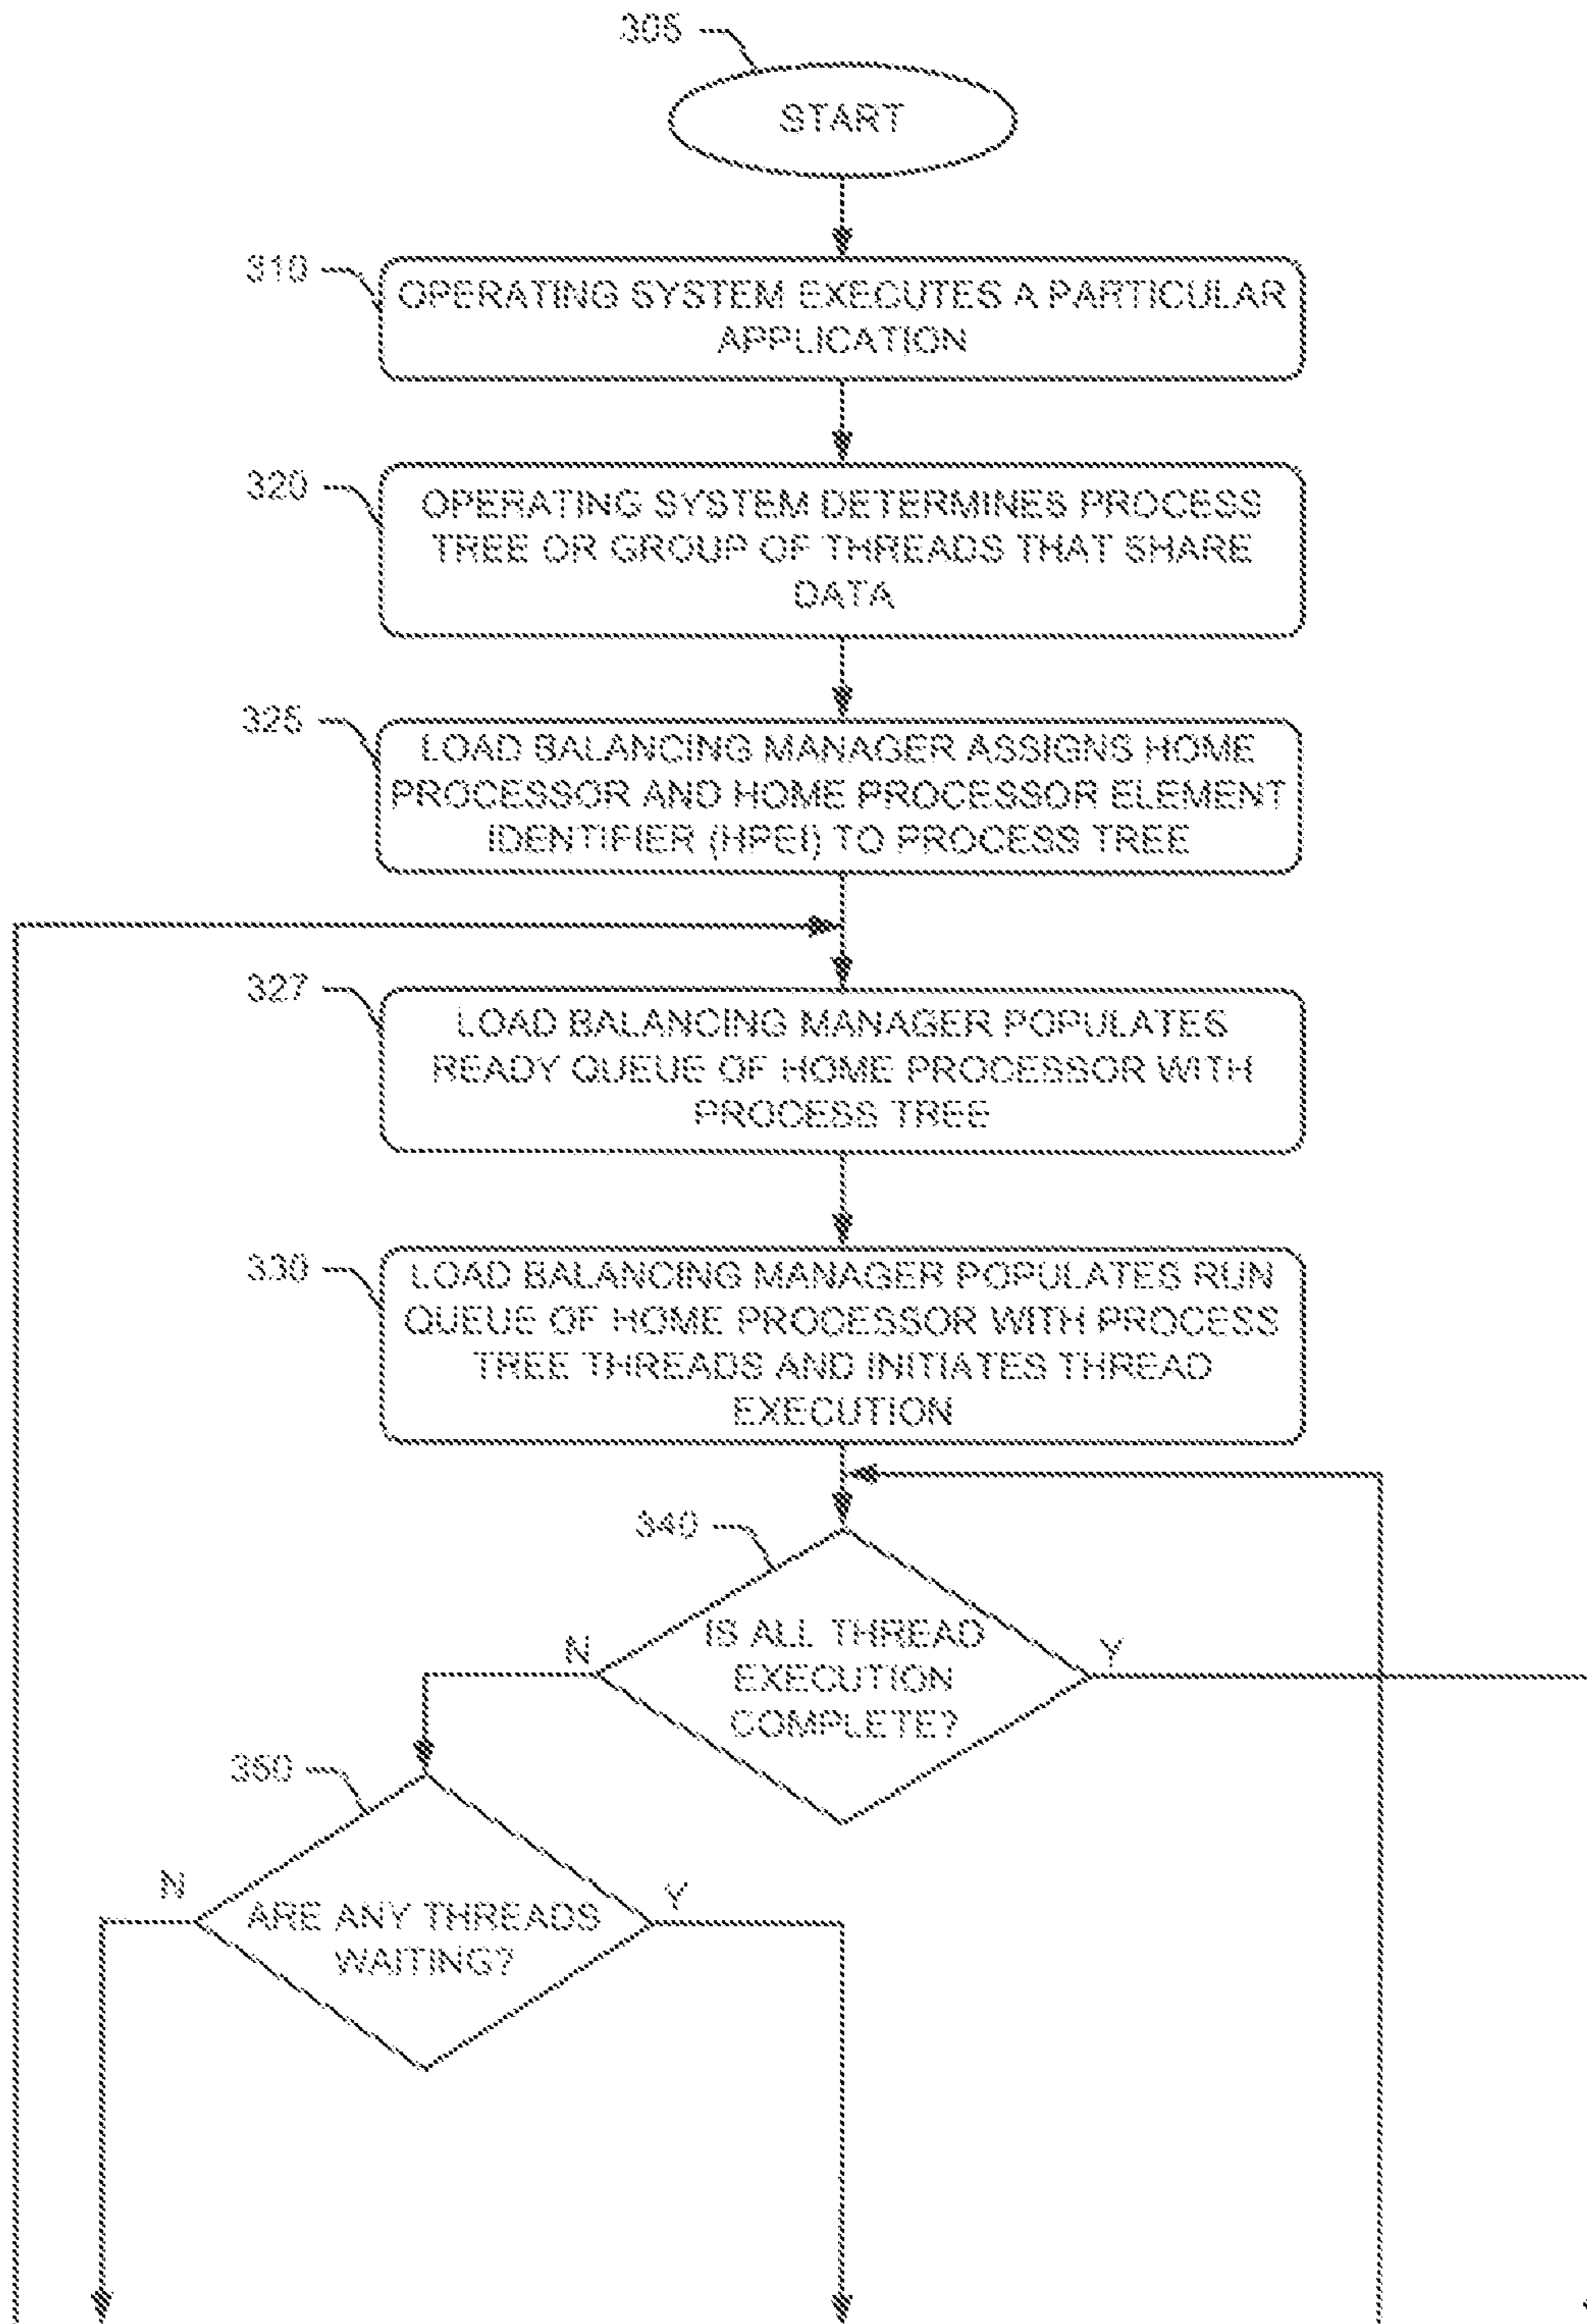 305
START
310
OPERATING SYSTEM EXECUTES A PARTICULAR
APPLICATION
320
OPERATING SYSTEM DETERMINES PROCESS
TREE OR GROUP OF THREADS THAT SHARE
DATA
325
LOAD BALANCING MANAGER ASSIGNS HOME
PROCESSOR AND HOME PROCESSOR ELEMENT
IDENTIFIER (HPEI) TO PROCESS TREE
327
LOAD BALANCING MANAGER POPULATES
READY QUEUE OF HOME PROCESSOR WITH
PROCESS TREE
330
LOAD BALANCING MANAGER POPULATES RUN
QUEUE OF HOME PROCESSOR WITH PROCESS
TREE THREADS AND INITIATES THREAD
EXECUTION
340
N
IS ALL THREAD
EXECUTION
COMPLETE?
Y
350
N
ARE ANY THREADS
WAITING?
Y